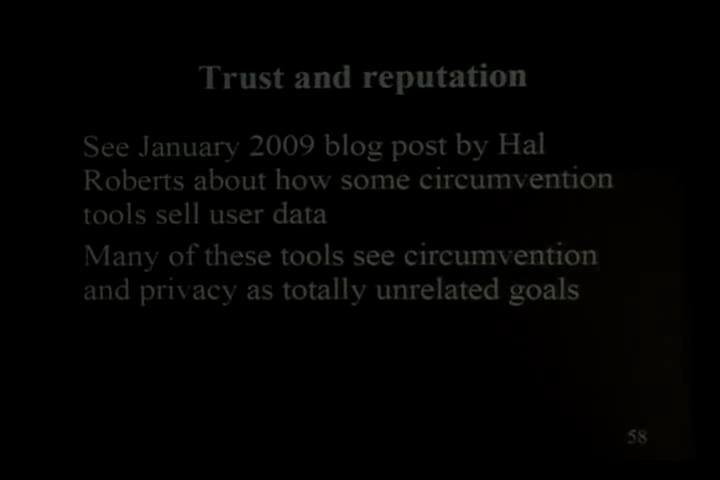 Trust and reputation
See January 2009 blog post by Hal
Roberts about how some circumvention
tools sell user data
Many of these tools see circumvention
and privacy as totally unrelated goals
58